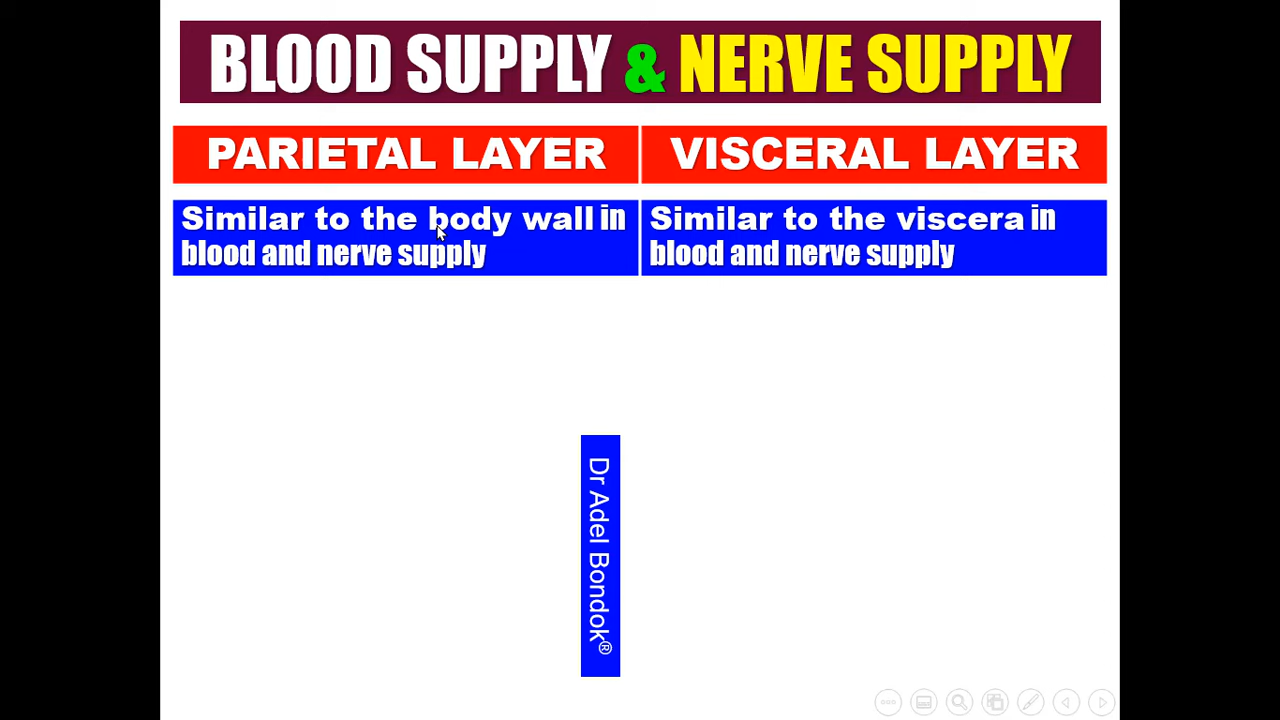 BLOOD SUPPLY & NERVE SUPPLY
PARIETAL LAYER
VISCERAL LAYER
Similar to the body wall in
blood and nerve supply
Similar to the viscera in
blood and nerve supply
Dr Adel Bondok®